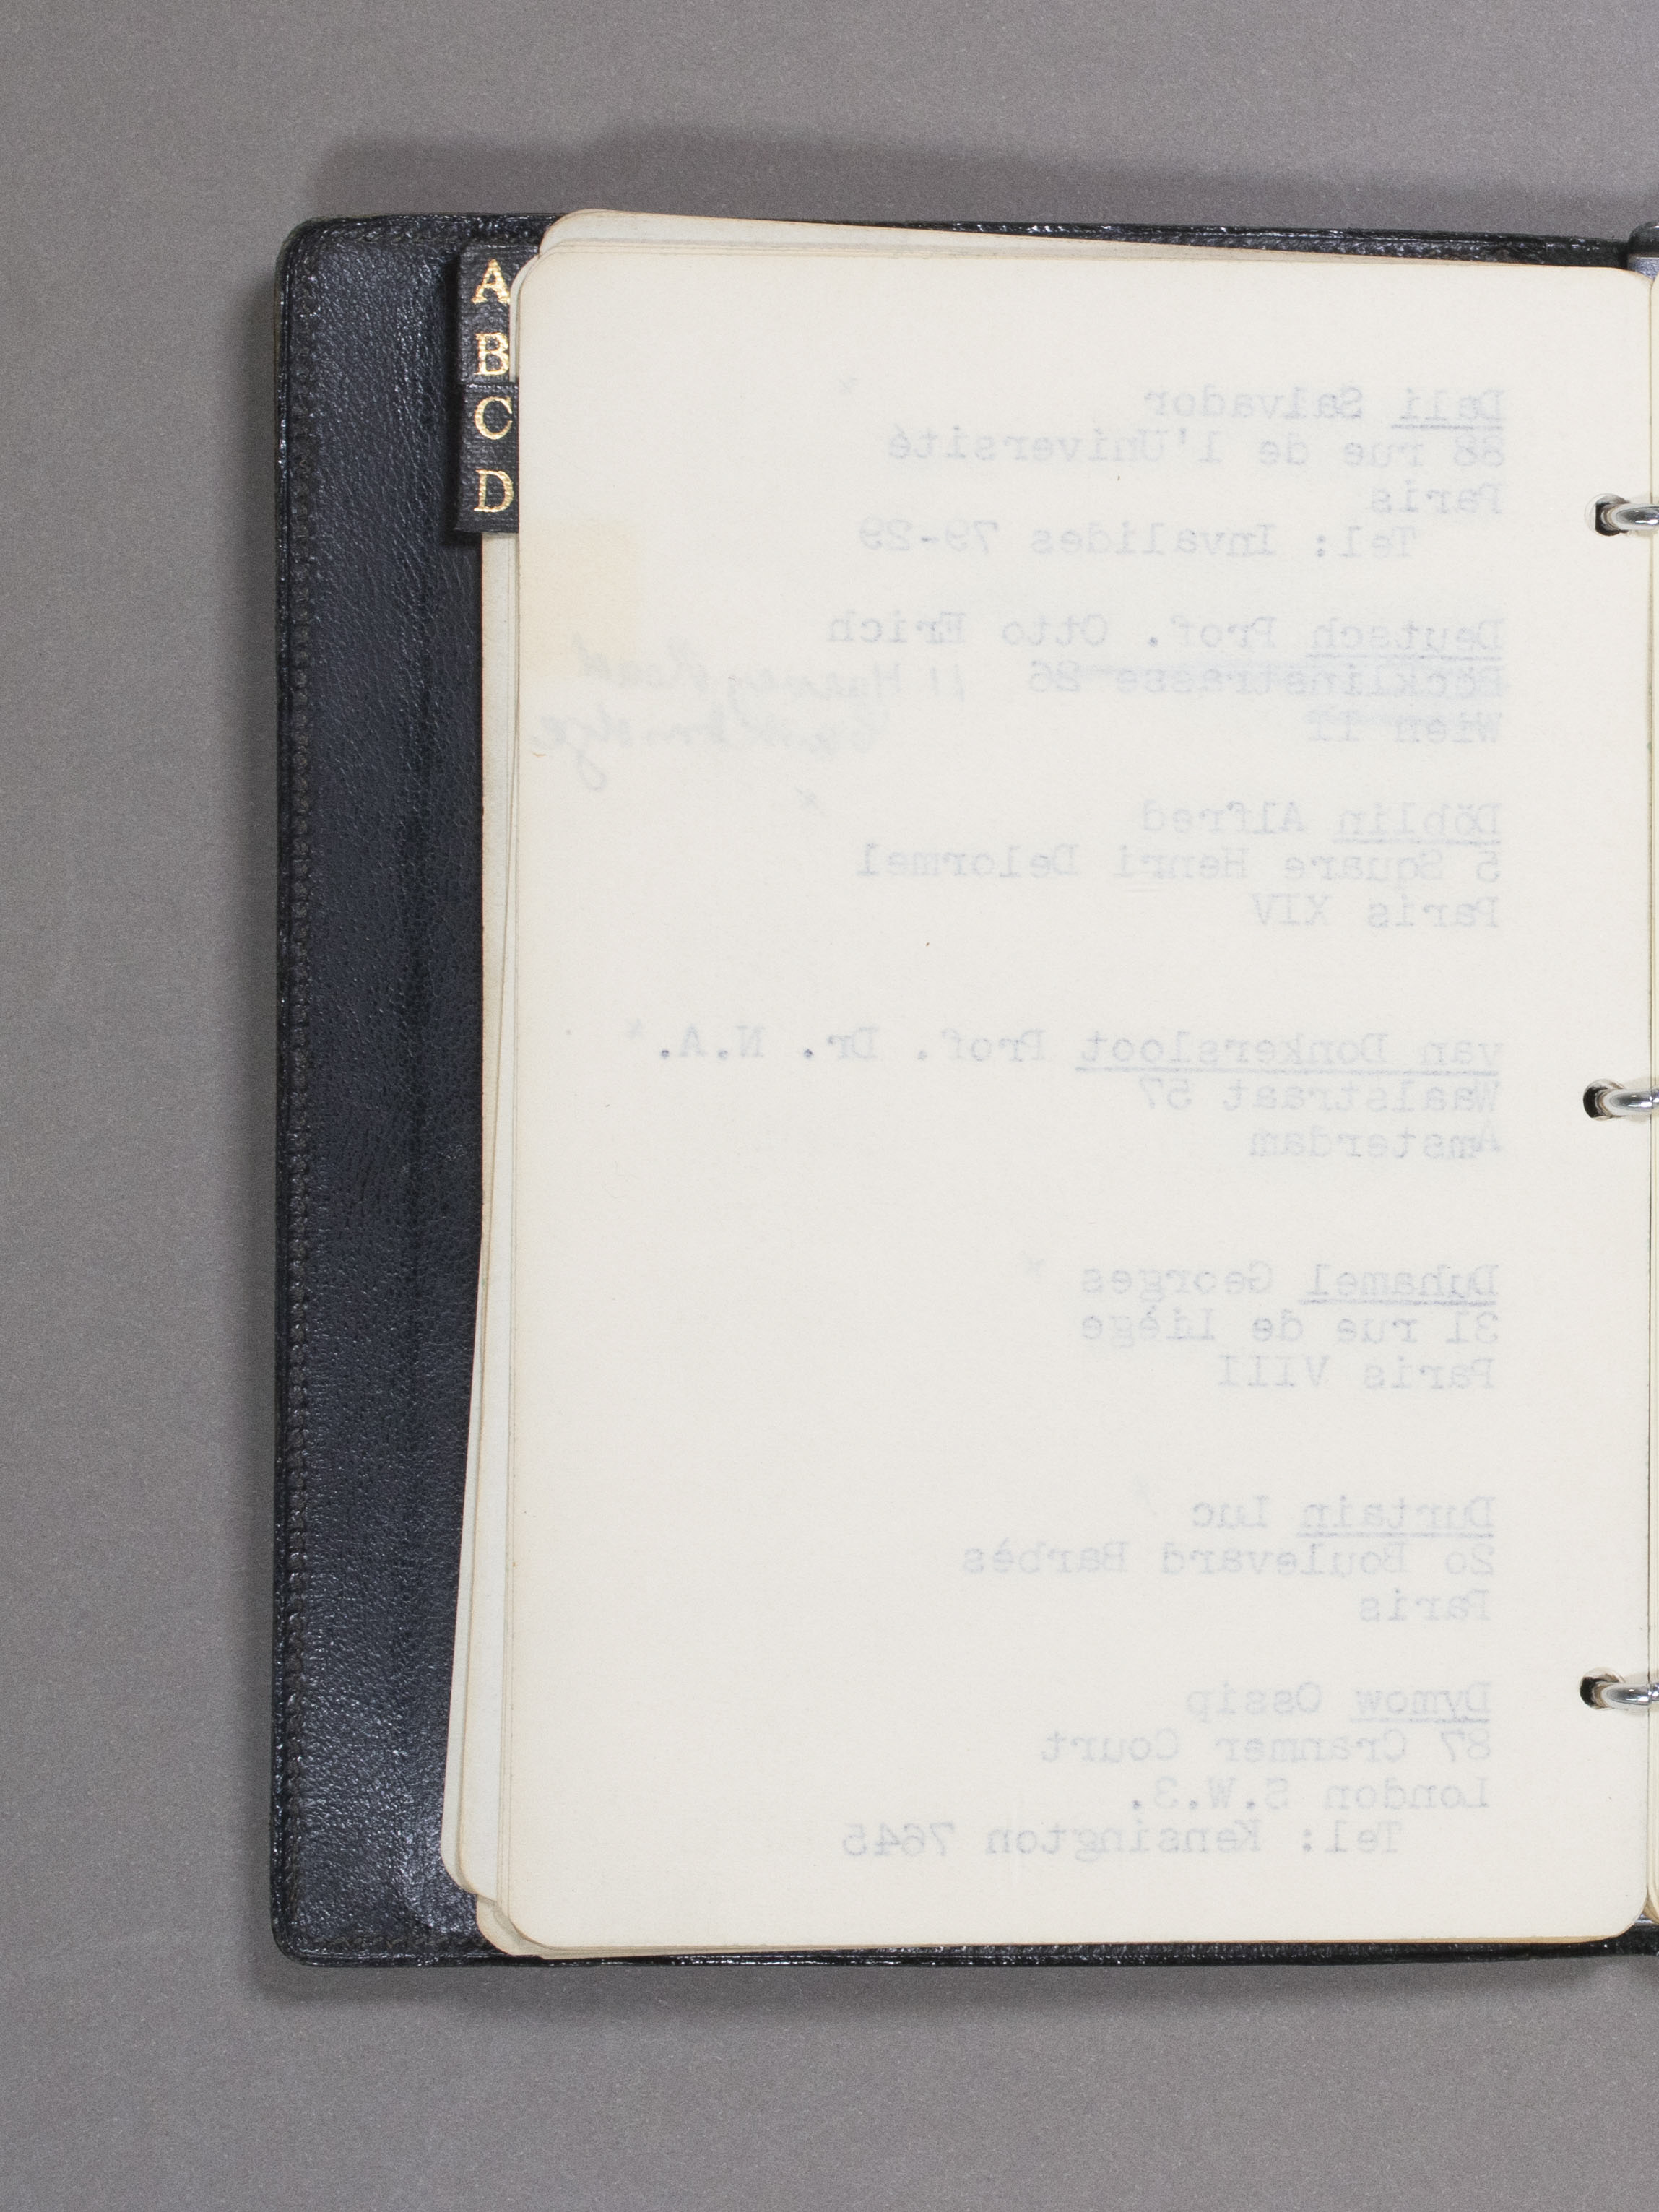 A
B
C
D
Dali Salvador
88 rue de l'Université
Paris
Tel: Invalides 79-29
Deutsch Prof. Otto Erich
Böcklinstrasse 86 11 Harvey Road
Wien II Cambridge
Döblin Alfred
5 Square Henri Delormel
Paris XIV
van Donkersloot Prof. Dr. N.A.
Waalstraat 57
Amsterdam
Duhamel Georges
31 rue de Liège
Paris VIII
Durtain Luc
2o Boulevard Barbès
Paris
Dymow Ossip
87 Cranmer Court
London S.W.3.
Tel: Kensington 7645